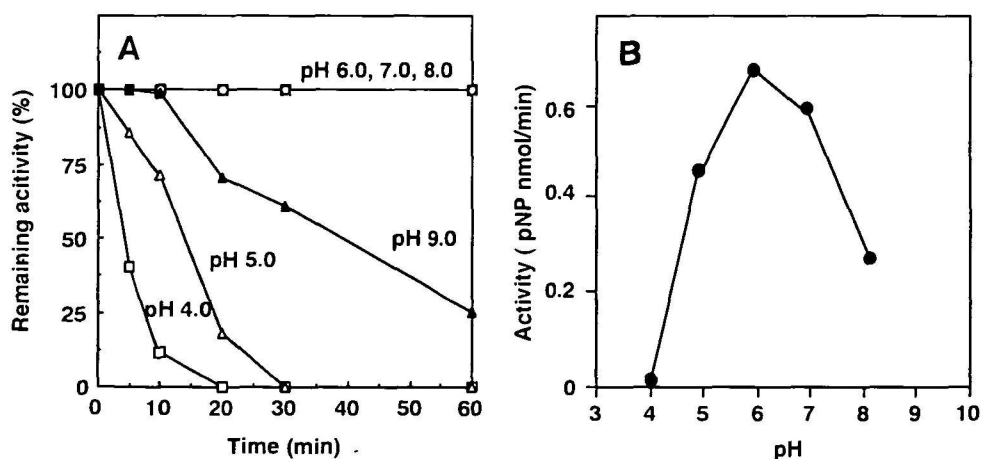 A
pH 6.0, 7.0, 8.0
pH 9.0
pH 5.0
pH 4.0
Remaining acitivity (%)
100
75
50
25
0
0 10 20 30 40 50 60
Time (min)
B
Activity ( pNP nmol/min)
0.6
0.4
0.2
0
3 4 5 6 7 8 9 10
pH